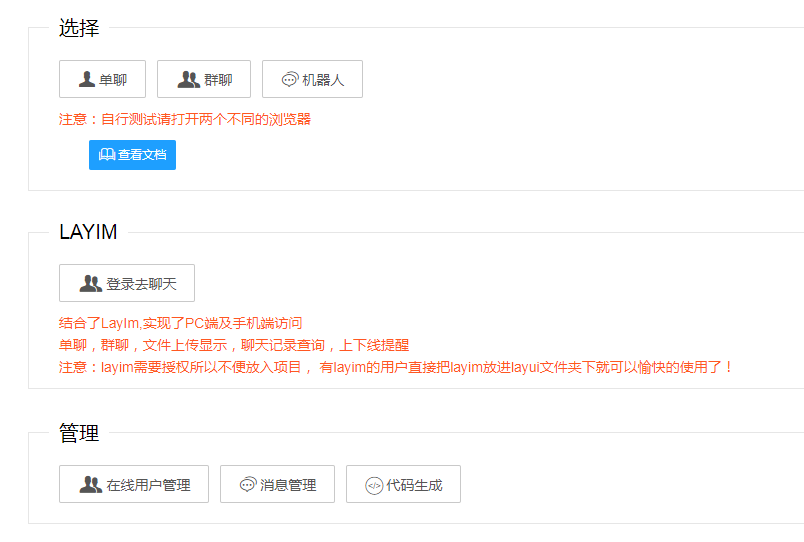 选择
单聊 群聊 机器人
注意：自行测试请打开两个不同的浏览器
查看文档
LAYIM
登录去聊天
结合了LayIm,实现了PC端及手机端访问
单聊，群聊，文件上传显示，聊天记录查询，上下线提醒
注意：layim需要授权所以不便放入项目， 有layim的用户直接把layim放进layui文件夹下就可以愉快的使用了！
管理
在线用户管理 消息管理 代码生成